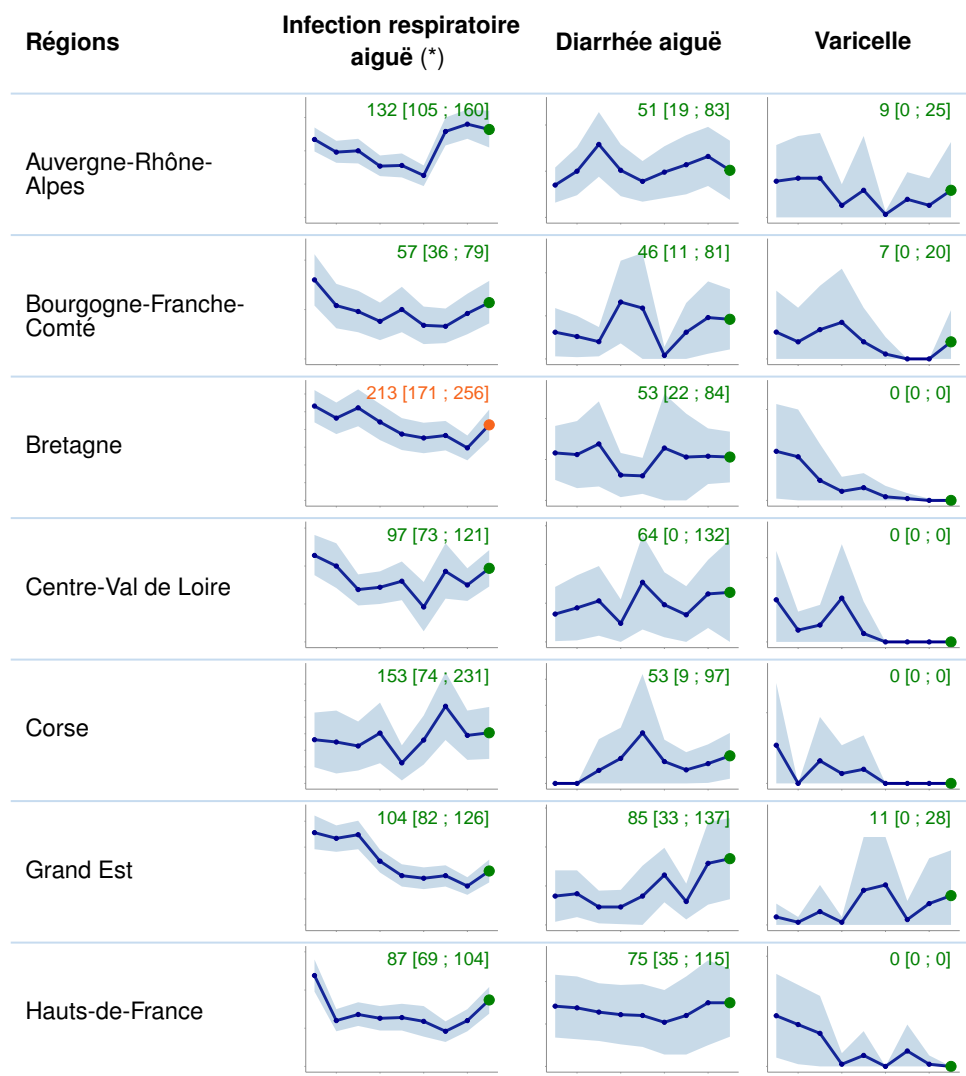 Régions
Infection respiratoire
aiguë (*)
Diarrhée aiguë
Varicelle
Auvergne-Rhône-
Alpes
132 [105 ; 160]
51 [19 ; 83]
9 [0 ; 25]
Bourgogne-Franche-
Comté
57 [36 ; 79]
46 [11 ; 81]
7 [0 ; 20]
Bretagne
213 [171 ; 256]
53 [22 ; 84]
0 [0 ; 0]
Centre-Val de Loire
97 [73 ; 121]
64 [0 ; 132]
0 [0 ; 0]
Corse
153 [74 ; 231]
53 [9 ; 97]
0 [0 ; 0]
Grand Est
104 [82 ; 126]
85 [33 ; 137]
11 [0 ; 28]
Hauts-de-France
87 [69 ; 104]
75 [35 ; 115]
0 [0 ; 0]